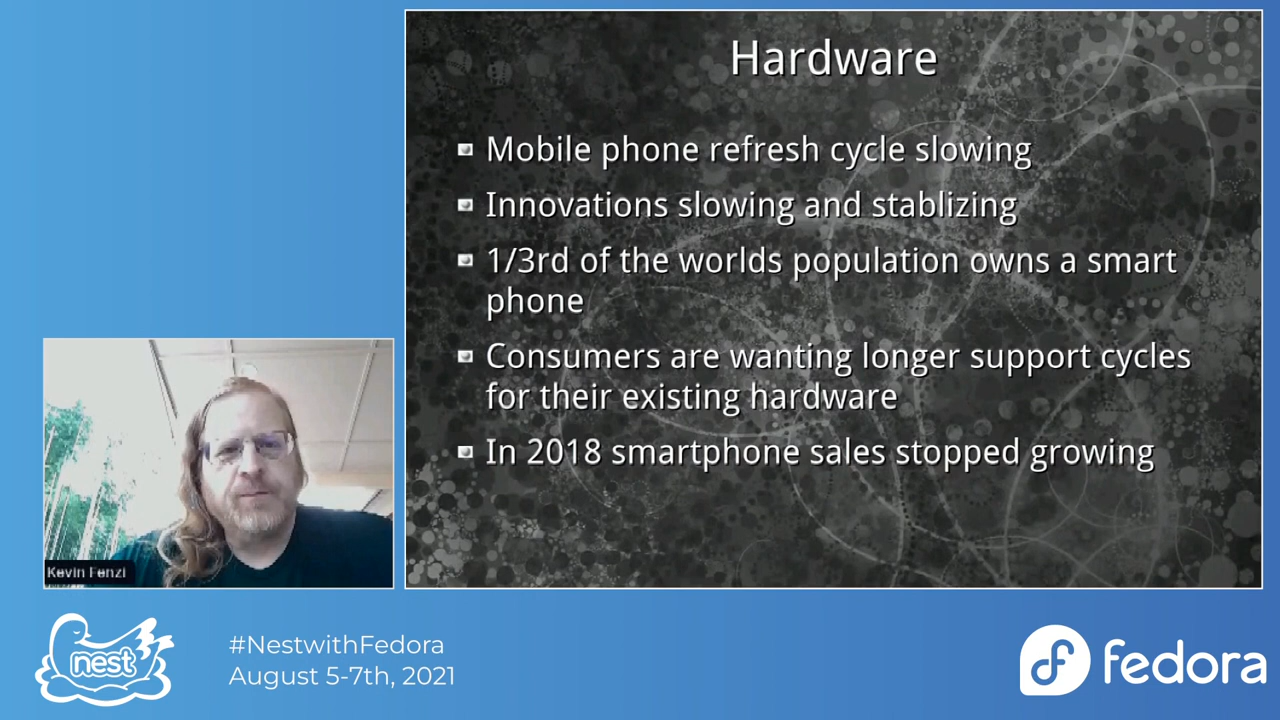 Hardware
Mobile phone refresh cycle slowing
Innovations slowing and stablizing
1/3rd of the worlds population owns a smart
phone
Consumers are wanting longer support cycles
for their existing hardware
In 2018 smartphone sales stopped growing
Kevin Fenzi
nest
#NestwithFedora
August 5-7th, 2021
fedora